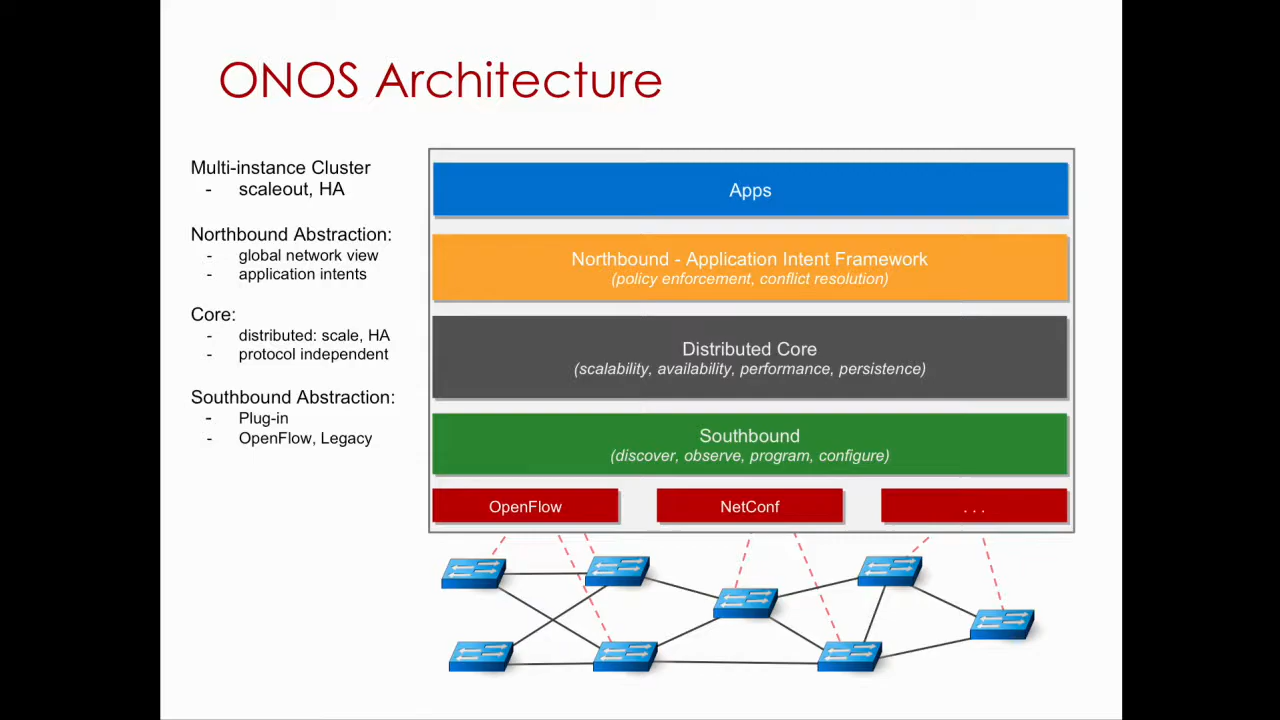 ONOS Architecture
Multi-instance Cluster
- scaleout, HA
Northbound Abstraction:
- global network view
- application intents
Core:
- distributed: scale, HA
- protocol independent
Southbound Abstraction:
- Plug-in
- OpenFlow, Legacy
Apps
Northbound - Application Intent Framework
(policy enforcement, conflict resolution)
Distributed Core
(scalability, availability, performance, persistence)
Southbound
(discover, observe, program, configure)
OpenFlow
NetConf
. . .